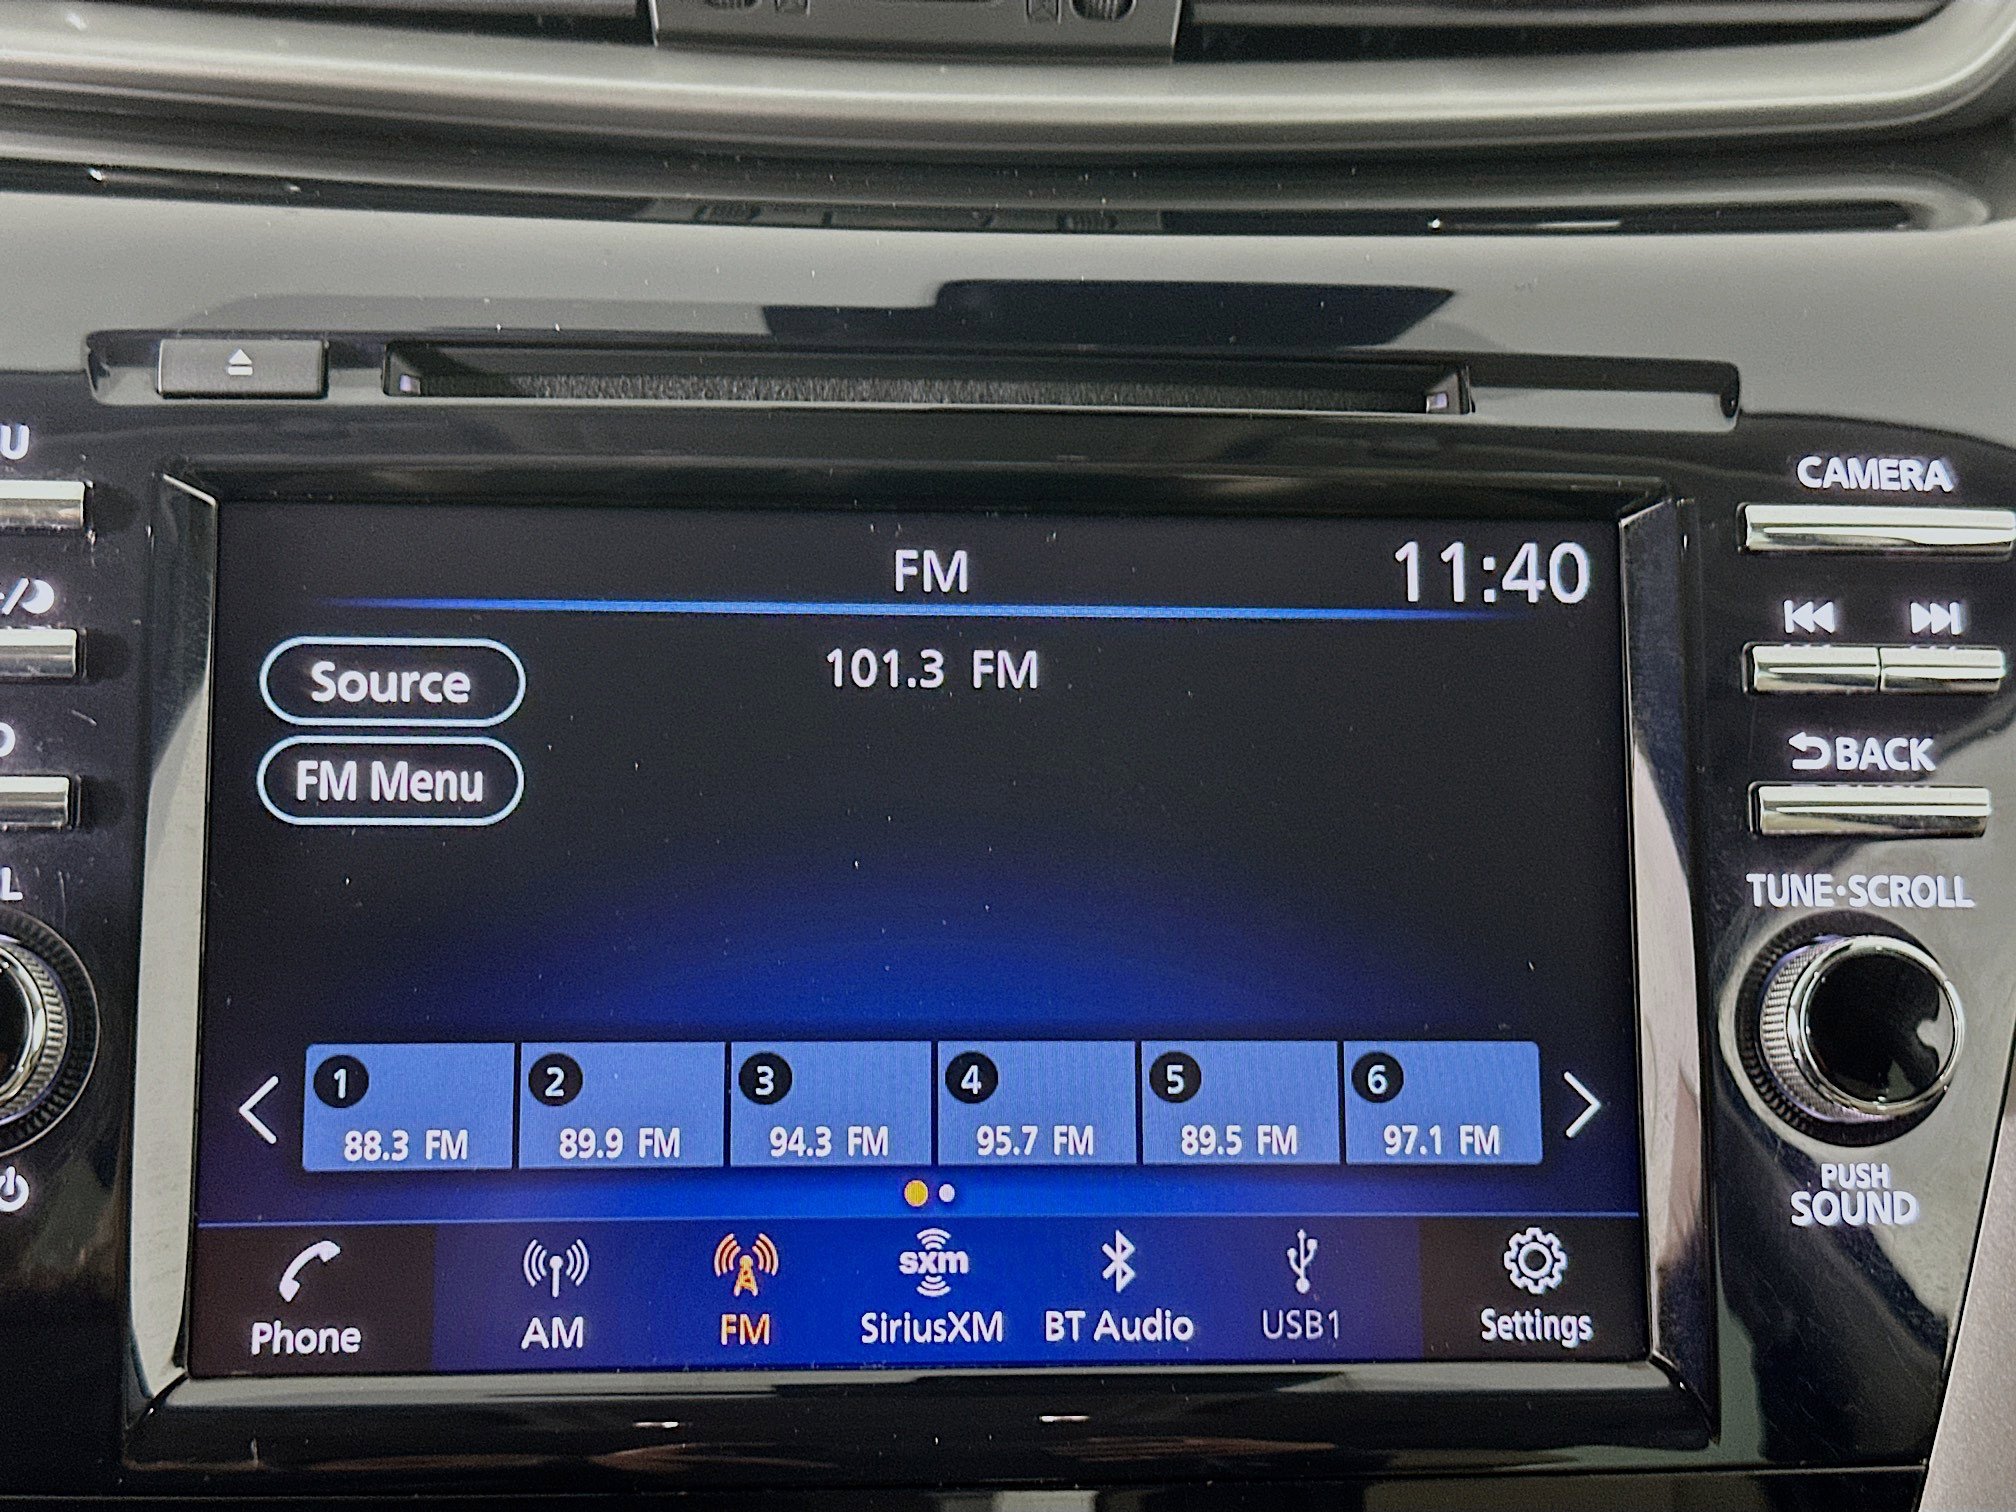 FM
11:40
Source
101.3 FM
FM Menu
1
2
3
4
5
6
88.3 FM
89.9 FM
94.3 FM
95.7 FM
89.5 FM
97.1 FM
sxm
Phone
AM
FM
SiriusXM
BT Audio
USB1
Settings
CAMERA
BACK
TUNE·SCROLL
PUSH
SOUND